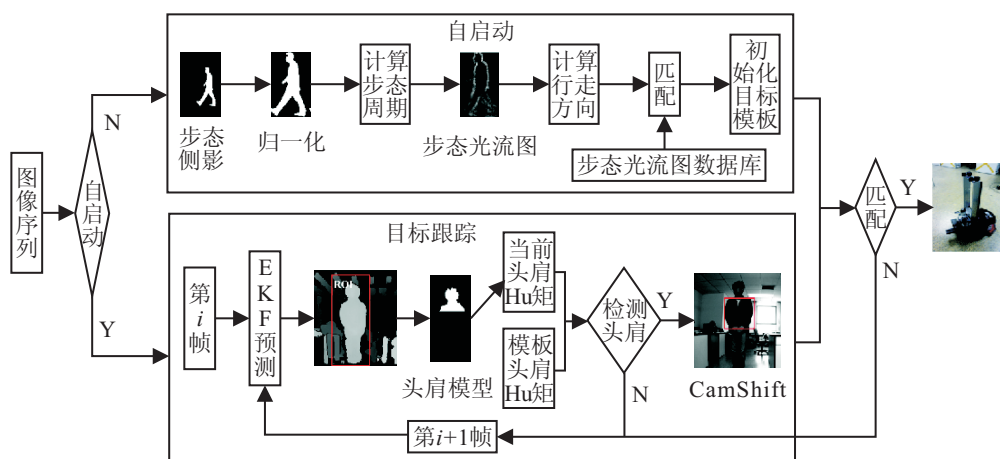 图
像
序
列
自
启
动
N
Y
自启动
步态
侧影
归一化
计算
步态
周期
步态光流图
计算
行走
方向
匹
配
初
始化
目标
模板
步态光流图数据库
目标跟踪
第
i
帧
E
K
F
预
测
ROI
头肩模型
当前
头肩
Hu矩
模板
头肩
Hu矩
检测
头肩
Y
N
CamShift
第i+1帧
匹
配
Y
N